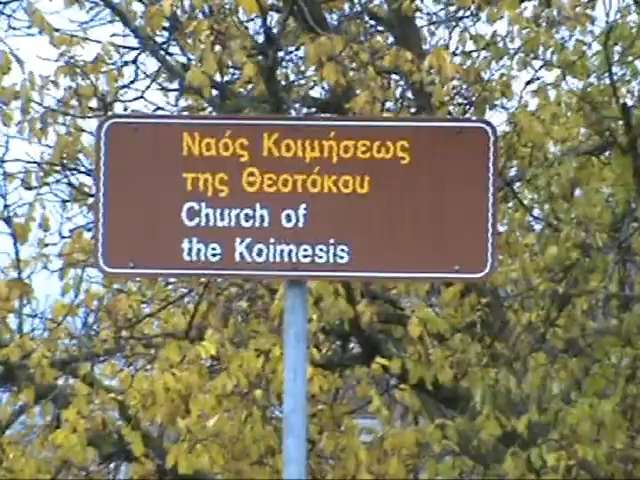 Ναός Κοιμήσεως
της Θεοτόκου
Church of
the Koimesis